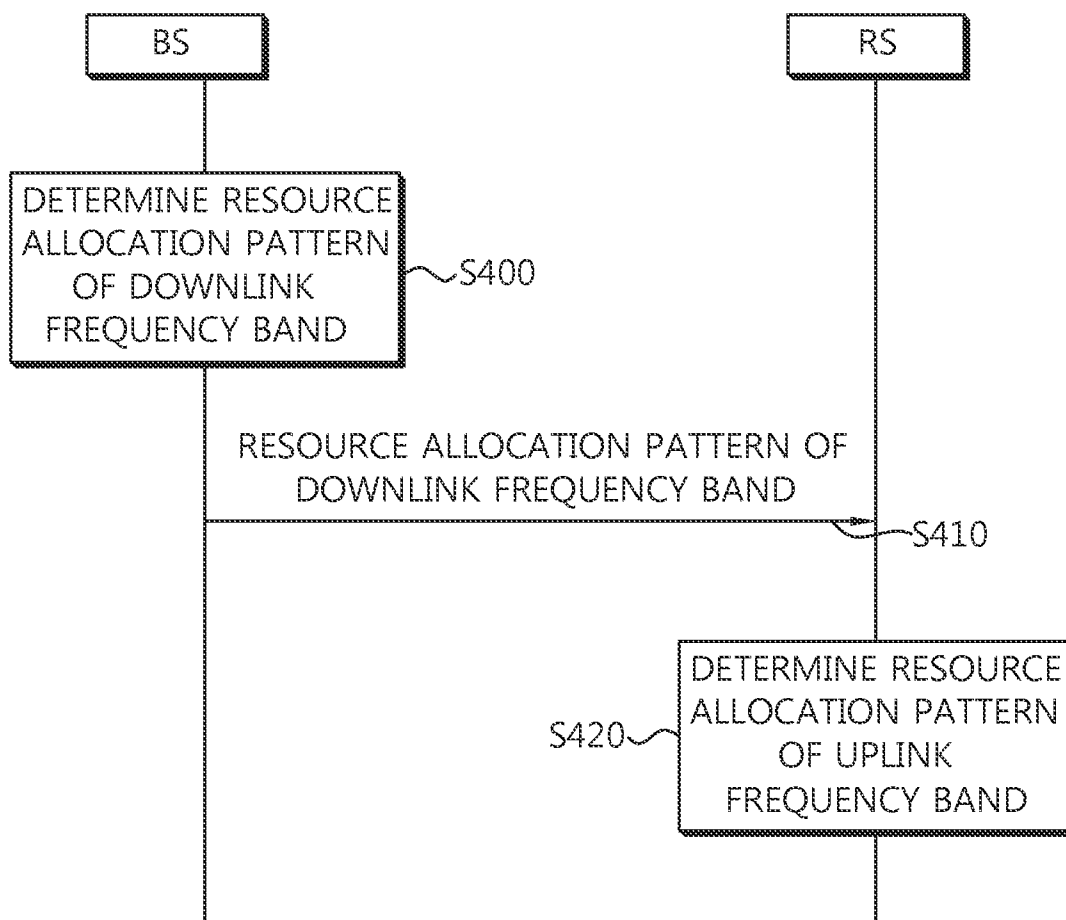 BS
RS
DETERMINE RESOURCE
ALLOCATION PATTERN
OF DOWNLINK
FREQUENCY BAND
S400
RESOURCE ALLOCATION PATTERN OF
DOWNLINK FREQUENCY BAND
S410
DETERMINE RESOURCE
ALLOCATION PATTERN
OF UPLINK
FREQUENCY BAND
S420